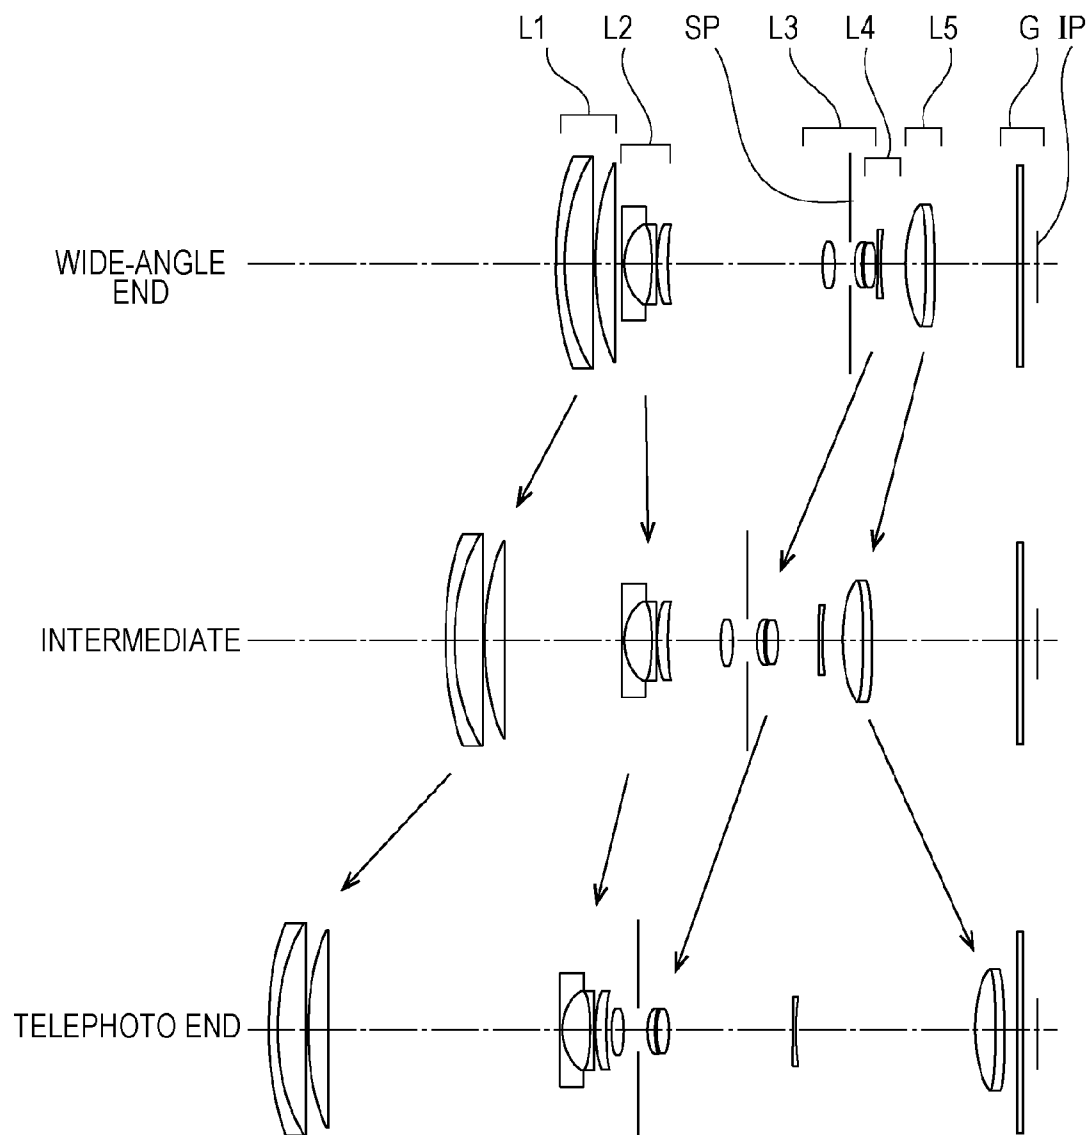 L1 L2 SP L3 L4 L5 G IP
WIDE-ANGLE
END
INTERMEDIATE
TELEPHOTO END